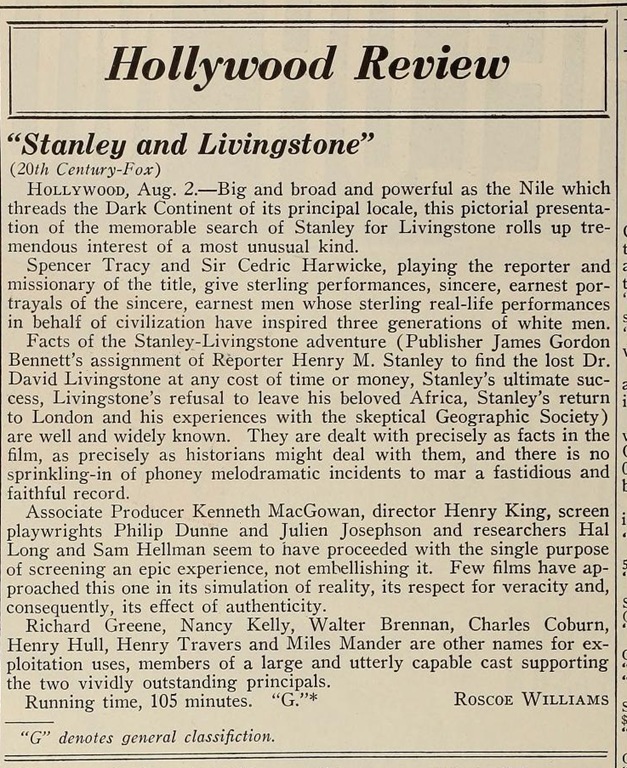 Hollywood Review
“Stanley and Livingstone”
(20th Century-Fox)
HOLLYWOOD, Aug. 2.—Big and broad and powerful as the Nile which
threads the Dark Continent of its principal locale, this pictorial presenta-
tion of the memorable search of Stanley for Livingstone rolls up tre-
mendous interest of a most unusual kind.
Spencer Tracy and Sir Cedric Harwicke, playing the reporter and
missionary of the title, give sterling performances, sincere, earnest por-
trayals of the sincere, earnest men whose sterling real-life performances
in behalf of civilization have inspired three generations of white men.
Facts of the Stanley-Livingstone adventure (Publisher James Gordon
Bennett’s assignment of Reporter Henry M. Stanley to find the lost Dr.
David Livingstone at any cost of time or money, Stanley’s ultimate suc-
cess, Livingstone’s refusal to leave his beloved Africa, Stanley’s return
to London and his experiences with the skeptical Geographic Society)
are well and widely known. They are dealt with precisely as facts in the
film, as precisely as historians might deal with them, and there is no
sprinkling-in of phoney melodramatic incidents to mar a fastidious and
faithful record.
Associate Producer Kenneth MacGowan, director Henry King, screen
playwrights Philip Dunne and Julien Josephson and researchers Hal
Long and Sam Hellman seem to have proceeded with the single purpose
of screening an epic experience, not embellishing it. Few films have ap-
proached this one in its simulation of reality, its respect for veracity and,
consequently, its effect of authenticity.
Richard Greene, Nancy Kelly, Walter Brennan, Charles Coburn,
Henry Hull, Henry Travers and Miles Mander are other names for ex-
ploitation uses, members of a large and utterly capable cast supporting
the two vividly outstanding principals.
Running time, 105 minutes. “G.”* ROSCOE WILLIAMS
“G” denotes general classifiction.